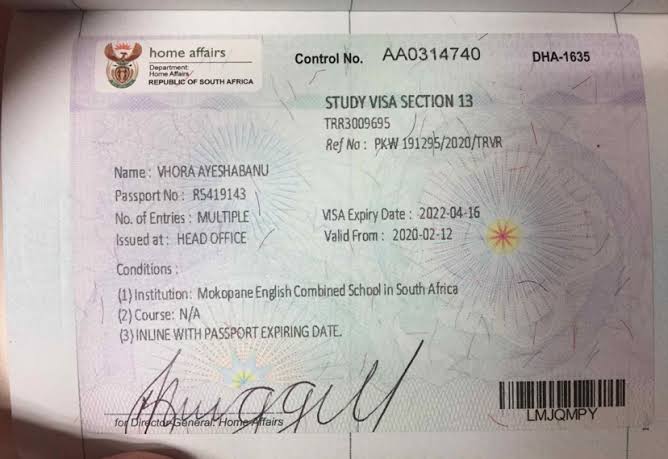 home affairs
Department:
Home Affairs
REPUBLIC OF SOUTH AFRICA
Control No. AA0314740 DHA-1635
STUDY VISA SECTION 13
TRR3009695
Ref No : PKW 191295/2020/TRVR
Name : VHORA AYESHABANU
Passport No : R5419143
No. of Entries : MULTIPLE VISA Expiry Date : 2022-04-16
Issued at : HEAD OFFICE Valid From : 2020-02-12
Conditions :
(1) Institution: Mokopane English Combined School in South Africa
(2) Course: N/A
(3) INLINE WITH PASSPORT EXPIRING DATE.
for Director-General: Home Affairs
LMJQMPY